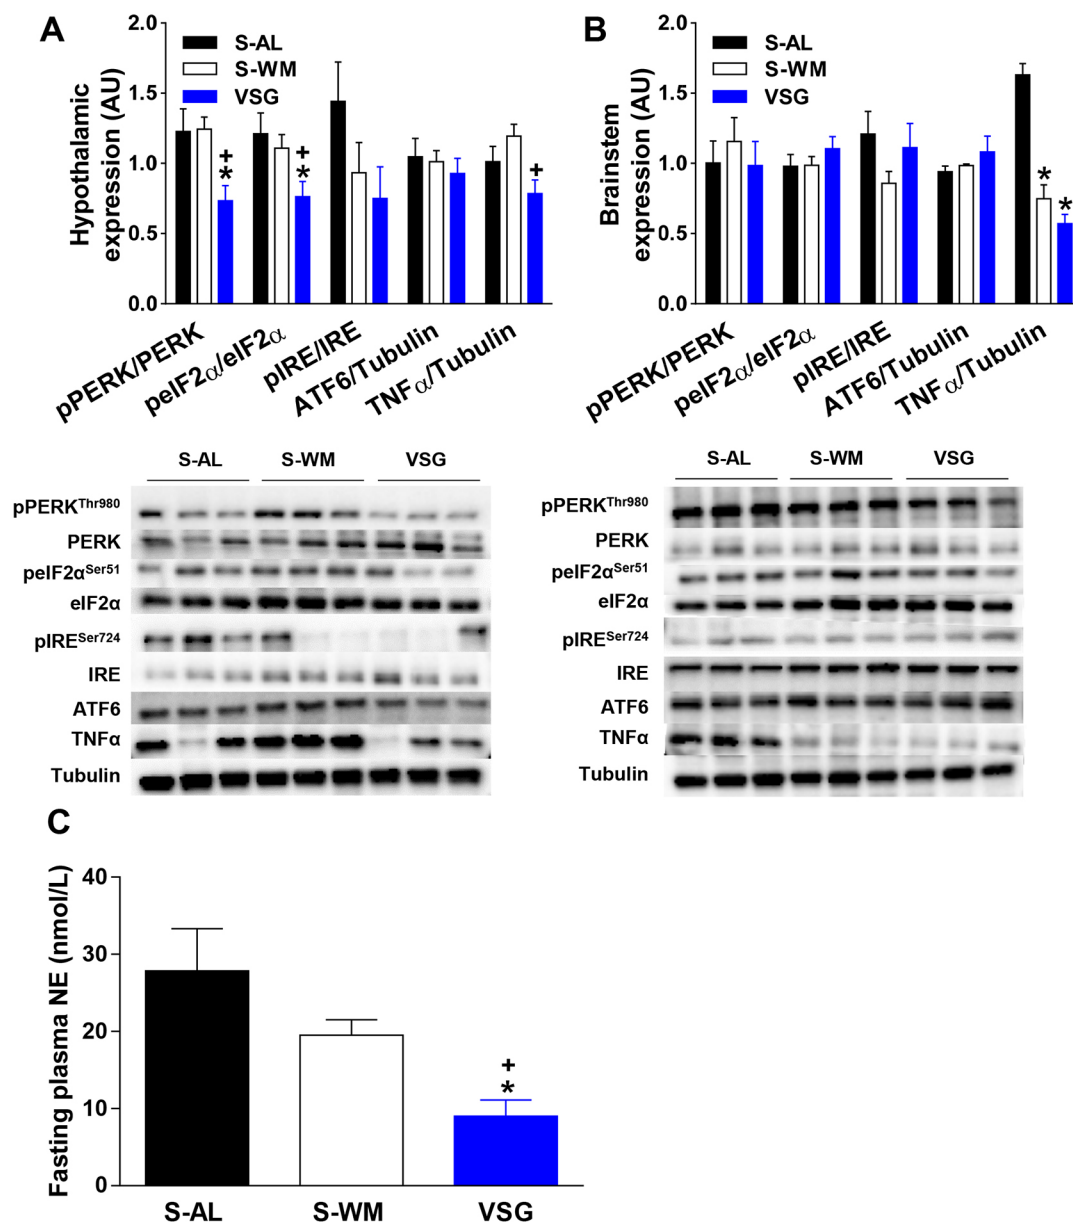 A
Hypothalamic
expression (AU)
2.0
1.5
1.0
0.5
0.0
S-AL
S-WM
VSG
+
*
+
*
+
pPERK/PERK
peIF2α/eIF2α
pIRE/IRE
ATF6/Tubulin
TNFα/Tubulin
B
Brainstem
expression (AU)
2.0
1.5
1.0
0.5
0.0
S-AL
S-WM
VSG
*
*
pPERK/PERK
peIF2α/eIF2α
pIRE/IRE
ATF6/Tubulin
TNFα/Tubulin
S-AL S-WM VSG
pPERKThr980
PERK
peIF2αSer51
eIF2α
pIRESer724
IRE
ATF6
TNFα
Tubulin
S-AL S-WM VSG
pPERKThr980
PERK
peIF2αSer51
eIF2α
pIRESer724
IRE
ATF6
TNFα
Tubulin
C
Fasting plasma NE (nmol/L)
40
30
20
10
0
+
*
S-AL S-WM VSG